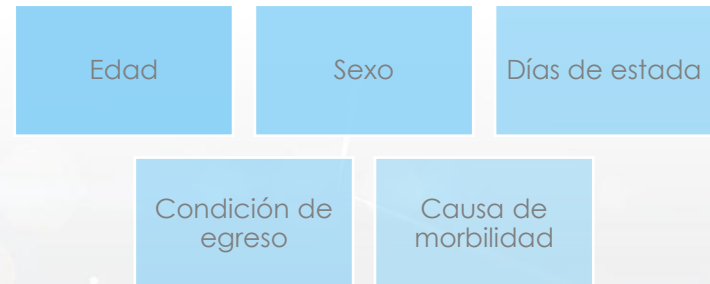 Edad
Sexo
Días de estada
Condición de
egreso
Causa de
morbilidad